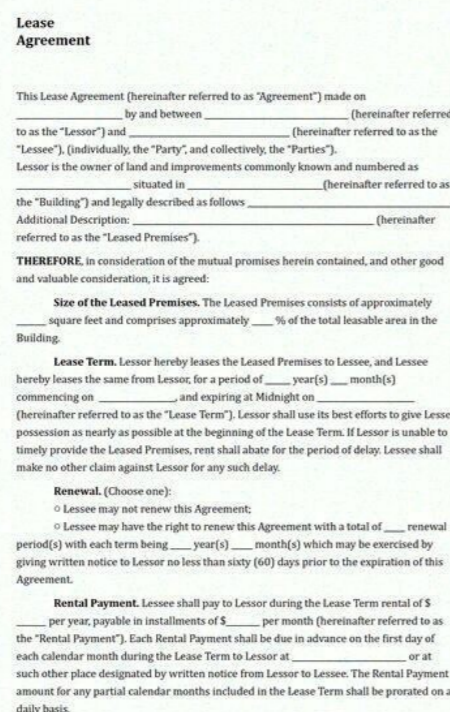 Lease
Agreement
This Lease Agreement (hereinafter referred to as "Agreement") made on
____________________ by and between ____________________________ (hereinafter referred
to as the "Lessor") and ______________________________ (hereinafter referred to as the
"Lessee"), (individually, the "Party", and collectively, the "Parties").
Lessor is the owner of land and improvements commonly known and numbered as
______________________ situated in __________________________(hereinafter referred to as
the "Building") and legally described as follows ______________________________________
Additional Description: ______________________________________________ (hereinafter
referred to as the "Leased Premises").
THEREFORE, in consideration of the mutual promises herein contained, and other good
and valuable consideration, it is agreed:
Size of the Leased Premises. The Leased Premises consists of approximately
______ square feet and comprises approximately ____ % of the total leasable area in the
Building.
Lease Term. Lessor hereby leases the Leased Premises to Lessee, and Lessee
hereby leases the same from Lessor, for a period of _____ year(s) ___ month(s)
commencing on _______________, and expiring at Midnight on ___________________
(hereinafter referred to as the "Lease Term"). Lessor shall use its best efforts to give Lesse
possession as nearly as possible at the beginning of the Lease Term. If Lessor is unable to
timely provide the Leased Premises, rent shall abate for the period of delay. Lessee shall
make no other claim against Lessor for any such delay.
Renewal. (Choose one):
○ Lessee may not renew this Agreement;
○ Lessee may have the right to renew this Agreement with a total of ____ renewal
period(s) with each term being ____ year(s) ____ month(s) which may be exercised by
giving written notice to Lessor no less than sixty (60) days prior to the expiration of this
Agreement.
Rental Payment. Lessee shall pay to Lessor during the Lease Term rental of $
______ per year, payable in installments of $_______ per month (hereinafter referred to as
the "Rental Payment"). Each Rental Payment shall be due in advance on the first day of
each calendar month during the Lease Term to Lessor at ______________________ or at
such other place designated by written notice from Lessor to Lessee. The Rental Payment
amount for any partial calendar months included in the Lease Term shall be prorated on a
daily basis.